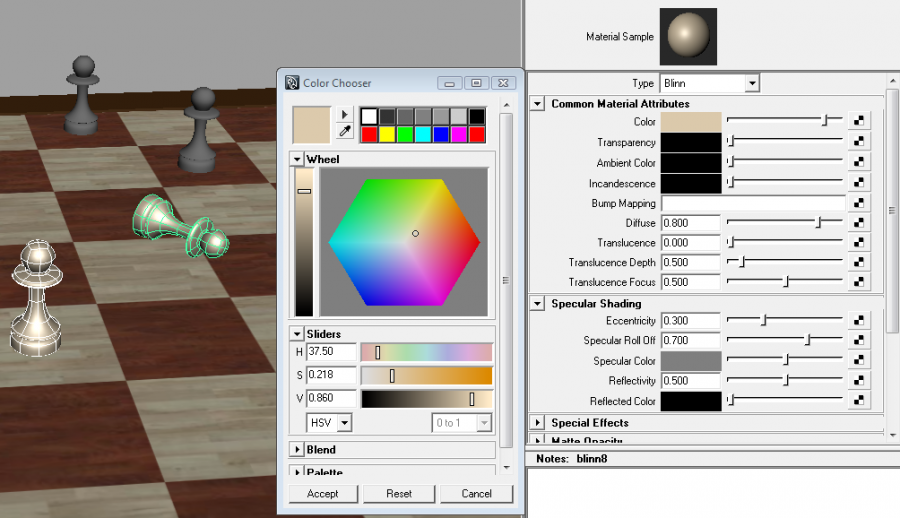 Material Sample
Color Chooser
Wheel
Sliders
H 37.50
S 0.218
V 0.860
HSV 0 to 1
Blend
Palette
Accept Reset Cancel
Type Blinn
Common Material Attributes
Color
Transparency
Ambient Color
Incandescence
Bump Mapping
Diffuse 0.800
Translucence 0.000
Translucence Depth 0.500
Translucence Focus 0.500
Specular Shading
Eccentricity 0.300
Specular Roll Off 0.700
Specular Color
Reflectivity 0.500
Reflected Color
Special Effects
Matte Opacity
Notes: blinn8